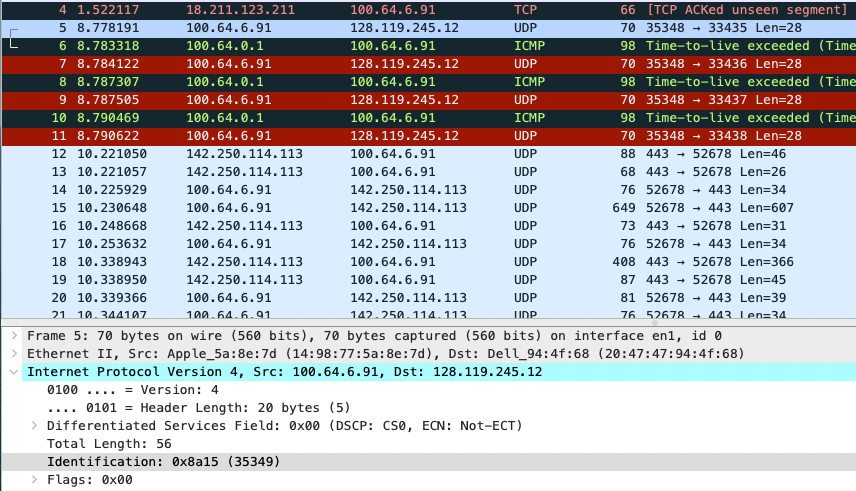 4 1.522117 18.211.123.211 100.64.6.91 TCP 66 [TCP ACKed unseen segment]
5 8.778191 100.64.6.91 128.119.245.12 UDP 70 35348 → 33435 Len=28
6 8.783318 100.64.0.1 100.64.6.91 ICMP 98 Time-to-live exceeded (Time
7 8.784122 100.64.6.91 128.119.245.12 UDP 70 35348 → 33436 Len=28
8 8.787307 100.64.0.1 100.64.6.91 ICMP 98 Time-to-live exceeded (Time
9 8.787505 100.64.6.91 128.119.245.12 UDP 70 35348 → 33437 Len=28
10 8.790469 100.64.0.1 100.64.6.91 ICMP 98 Time-to-live exceeded (Time
11 8.790622 100.64.6.91 128.119.245.12 UDP 70 35348 → 33438 Len=28
12 10.221050 142.250.114.113 100.64.6.91 UDP 88 443 → 52678 Len=46
13 10.221057 142.250.114.113 100.64.6.91 UDP 68 443 → 52678 Len=26
14 10.225929 100.64.6.91 142.250.114.113 UDP 76 52678 → 443 Len=34
15 10.230648 100.64.6.91 142.250.114.113 UDP 649 52678 → 443 Len=607
16 10.248668 142.250.114.113 100.64.6.91 UDP 73 443 → 52678 Len=31
17 10.253632 100.64.6.91 142.250.114.113 UDP 76 52678 → 443 Len=34
18 10.338943 142.250.114.113 100.64.6.91 UDP 408 443 → 52678 Len=366
19 10.338950 142.250.114.113 100.64.6.91 UDP 87 443 → 52678 Len=45
20 10.339366 100.64.6.91 142.250.114.113 UDP 81 52678 → 443 Len=39
21 10.344107 100.64.6.91 142.250.114.113 UDP 76 52678 → 443 Len=34
Frame 5: 70 bytes on wire (560 bits), 70 bytes captured (560 bits) on interface en1, id 0
Ethernet II, Src: Apple_5a:8e:7d (14:98:77:5a:8e:7d), Dst: Dell_94:4f:68 (20:47:47:94:4f:68)
Internet Protocol Version 4, Src: 100.64.6.91, Dst: 128.119.245.12
0100 .... = Version: 4
.... 0101 = Header Length: 20 bytes (5)
Differentiated Services Field: 0x00 (DSCP: CS0, ECN: Not-ECT)
Total Length: 56
Identification: 0x8a15 (35349)
Flags: 0x00